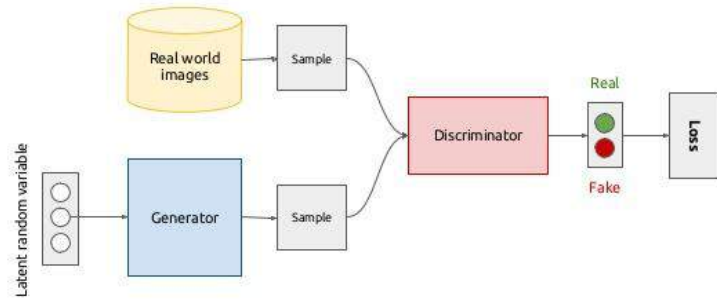 Real world
images
Sample
Real
Discriminator
Loss
Fake
Latent random variable
Generator
Sample